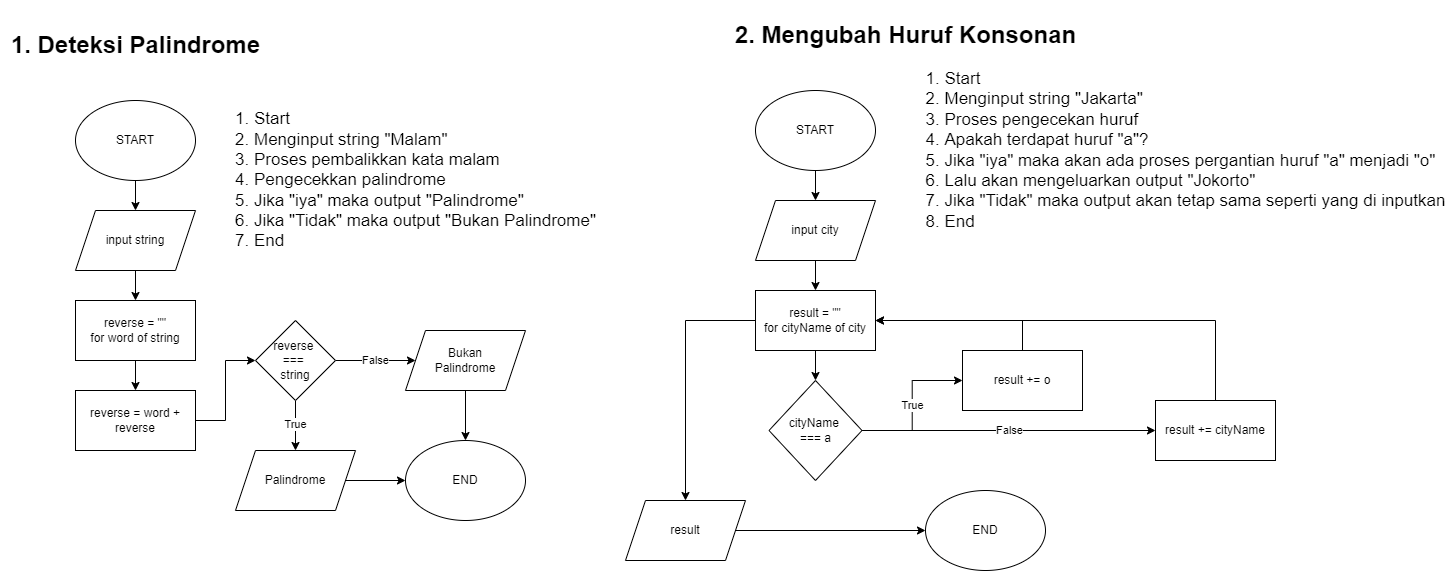 1. Deteksi Palindrome
START
1. Start
2. Menginput string "Malam"
3. Proses pembalikkan kata malam
4. Pengecekkan palindrome
5. Jika "iya" maka output "Palindrome"
6. Jika "Tidak" maka output "Bukan Palindrome"
7. End
input string
reverse = ""
for word of string
reverse = word +
reverse
reverse
===
string
False
Bukan
Palindrome
True
Palindrome
END
2. Mengubah Huruf Konsonan
START
1. Start
2. Menginput string "Jakarta"
3. Proses pengecekan huruf
4. Apakah terdapat huruf "a"?
5. Jika "iya" maka akan ada proses pergantian huruf "a" menjadi "o"
6. Lalu akan mengeluarkan output "Jokorto"
7. Jika "Tidak" maka output akan tetap sama seperti yang di inputkan
8. End
input city
result = ""
for cityName of city
cityName
=== a
True
result += o
False
result += cityName
result
END